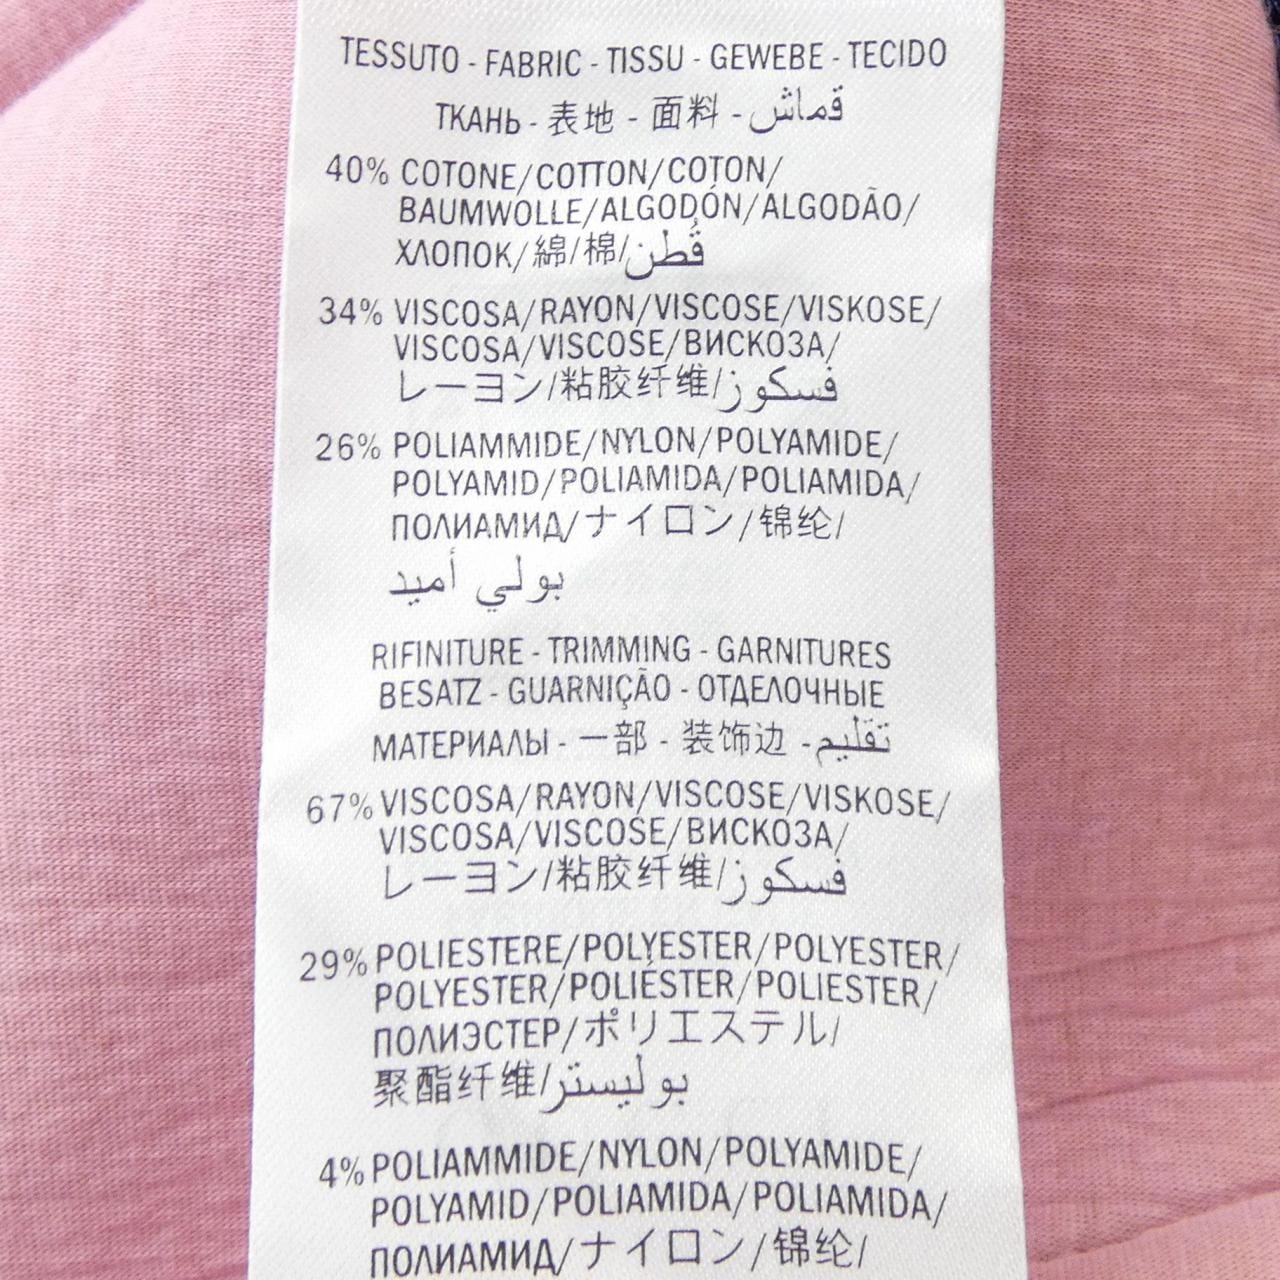 TESSUTO - FABRIC - TISSU - GEWEBE - TECIDO
ТКАНЬ - 表地 - 面料 - قماش
40% COTONE/COTTON/COTON/
BAUMWOLLE/ALGODÓN/ALGODÃO/
ХЛОПОК/綿/棉/قُطن
34% VISCOSA/RAYON/VISCOSE/VISKOSE/
VISCOSA/VISCOSE/ВИСКОЗА/
レーヨン/粘胶纤维/فسكوز
26% POLIAMMIDE/NYLON/POLYAMIDE/
POLYAMID/POLIAMIDA/POLIAMIDA/
ПОЛИАМИД/ナイロン/锦纶/
بولي أميد
RIFINITURE - TRIMMING - GARNITURES
BESATZ - GUARNIÇÃO - ОТДЕЛОЧНЫЕ
МАТЕРИАЛЫ - 一部 - 装饰边 - تقليم
67% VISCOSA/RAYON/VISCOSE/VISKOSE/
VISCOSA/VISCOSE/ВИСКОЗА/
レーヨン/粘胶纤维/فسكوز
29% POLIESTERE/POLYESTER/POLYESTER/
POLYESTER/POLIÉSTER/POLIESTER/
ПОЛИЭСТЕР/ポリエステル/
聚酯纤维/بوليستر
4% POLIAMMIDE/NYLON/POLYAMIDE/
POLYAMID/POLIAMIDA/POLIAMIDA/
ПОЛИАМИД/ナイロン/锦纶/